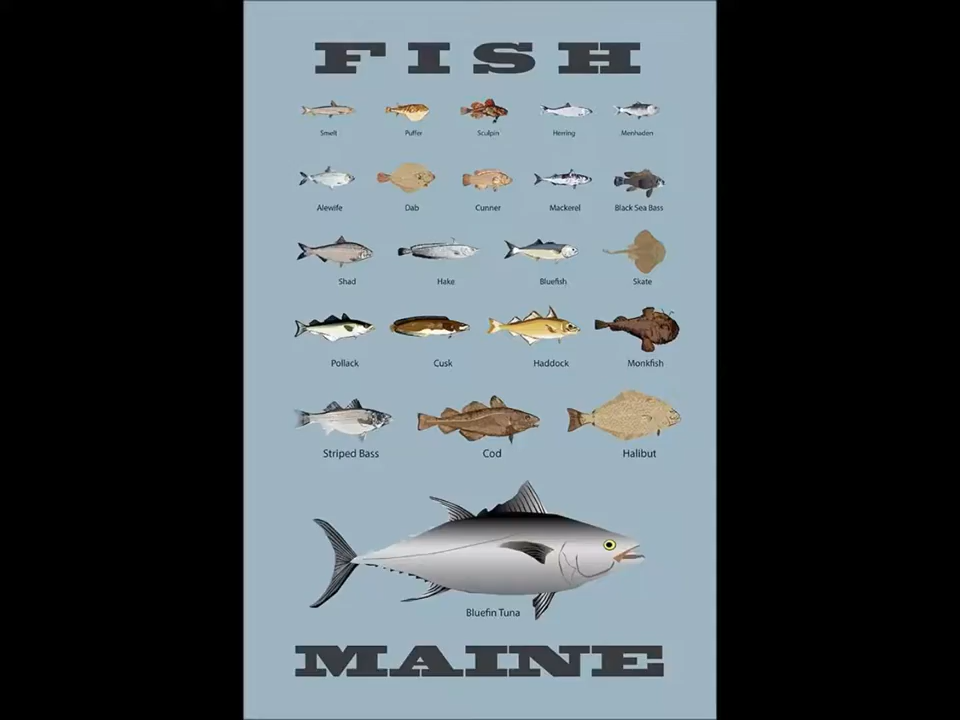 FISH
Smelt Puffer Sculpin Herring Menhaden
Alewife Dab Cunner Mackerel Black Sea Bass
Shad Hake Bluefish Skate
Pollack Cusk Haddock Monkfish
Striped Bass Cod Halibut
Bluefin Tuna
MAINE